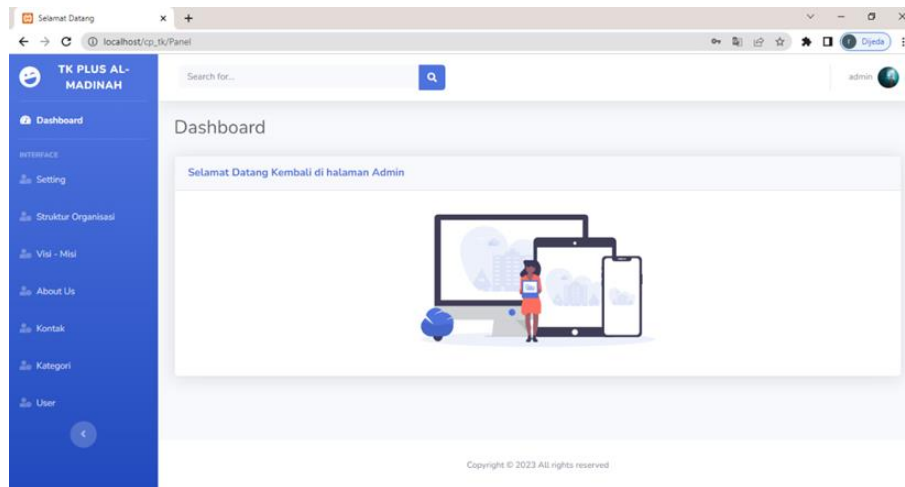 Selamat Datang
localhost/cp_tk/Panel
Dijeda
TK PLUS AL-
MADINAH
Search for...
admin
Dashboard
Dashboard
INTERFACE
Selamat Datang Kembali di halaman Admin
Setting
Struktur Organisasi
Visi - Misi
About Us
Kontak
Kategori
User
Copyright © 2023 All rights reserved